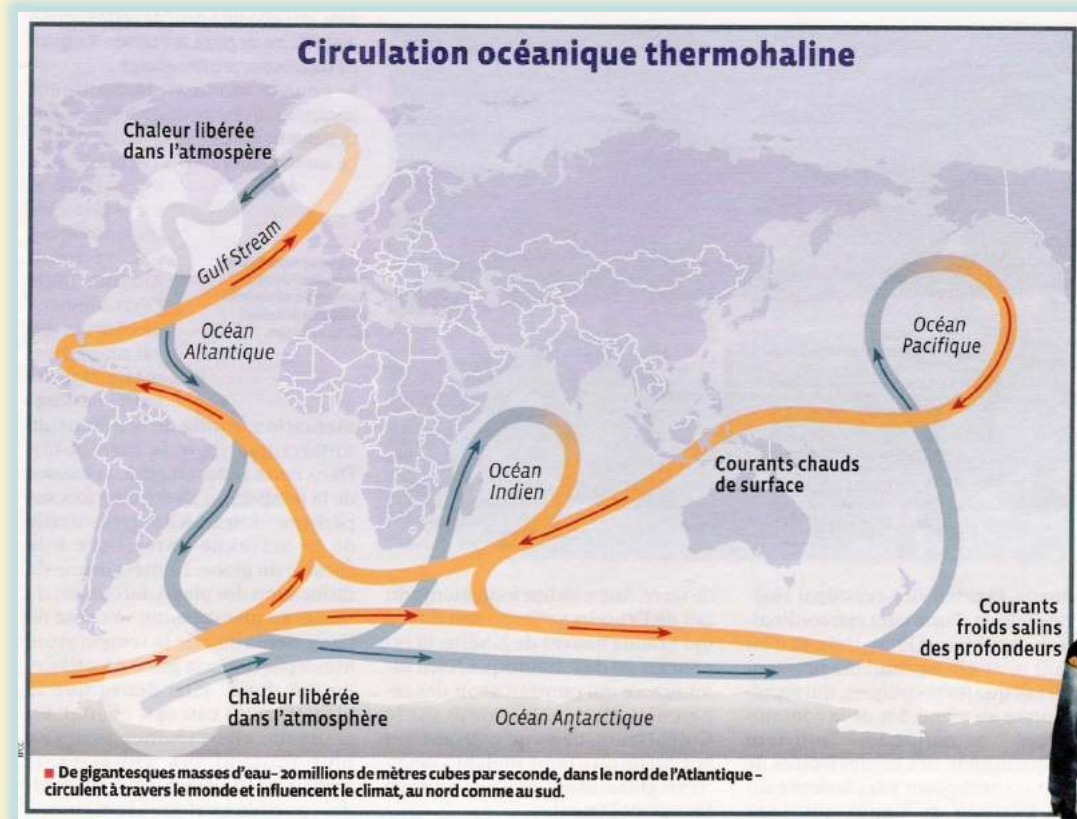 Circulation océanique thermohaline
Chaleur libérée
dans l'atmospère
Gulf Stream
Océan
Altantique
Océan
Pacifique
Océan
Indien
Courants chauds
de surface
Courants
froids salins
des profondeurs
Chaleur libérée
dans l'atmosphère
Océan Antarctique
De gigantesques masses d'eau – 20 millions de mètres cubes par seconde, dans le nord de l'Atlantique –
circulent à travers le monde et influencent le climat, au nord comme au sud.